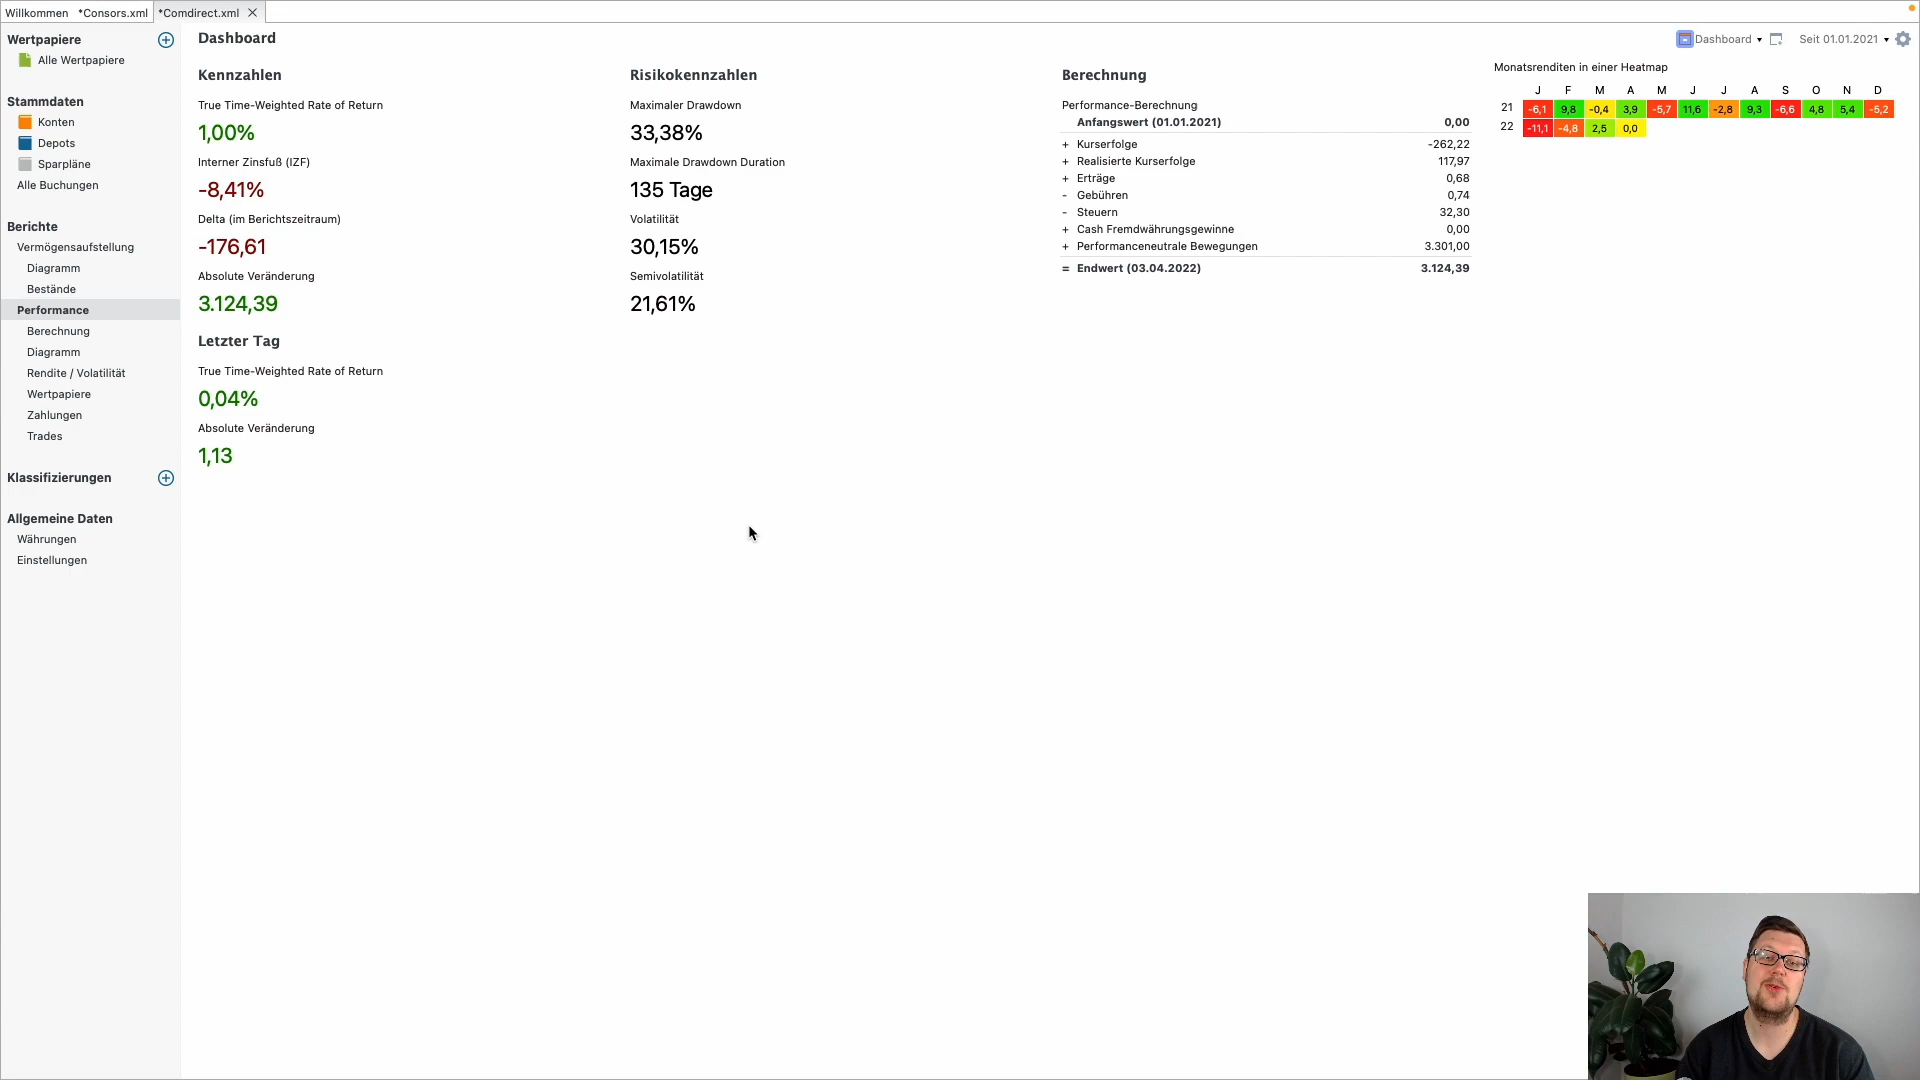 Willkommen *Consors.xml *Comdirect.xml
Wertpapiere
Alle Wertpapiere
Stammdaten
Konten
Depots
Sparpläne
Alle Buchungen
Berichte
Vermögensaufstellung
Diagramm
Bestände
Performance
Berechnung
Diagramm
Rendite / Volatilität
Wertpapiere
Zahlungen
Trades
Klassifizierungen
Allgemeine Daten
Währungen
Einstellungen
Dashboard
Dashboard Seit 01.01.2021
Kennzahlen
True Time-Weighted Rate of Return
1,00%
Interner Zinsfuß (IZF)
-8,41%
Delta (im Berichtszeitraum)
-176,61
Absolute Veränderung
3.124,39
Letzter Tag
True Time-Weighted Rate of Return
0,04%
Absolute Veränderung
1,13
Risikokennzahlen
Maximaler Drawdown
33,38%
Maximale Drawdown Duration
135 Tage
Volatilität
30,15%
Semivolatilität
21,61%
Berechnung
Performance-Berechnung
Anfangswert (01.01.2021) 0,00
+ Kurserfolge -262,22
+ Realisierte Kurserfolge 117,97
+ Erträge 0,68
- Gebühren 0,74
- Steuern 32,30
+ Cash Fremdwährungsgewinne 0,00
+ Performanceneutrale Bewegungen 3.301,00
= Endwert (03.04.2022) 3.124,39
Monatsrenditen in einer Heatmap
J F M A M J J A S O N D
21 -6,1 9,8 -0,4 3,9 -5,7 11,6 -2,8 9,3 -6,6 4,8 5,4 -5,2
22 -11,1 -4,8 2,5 0,0